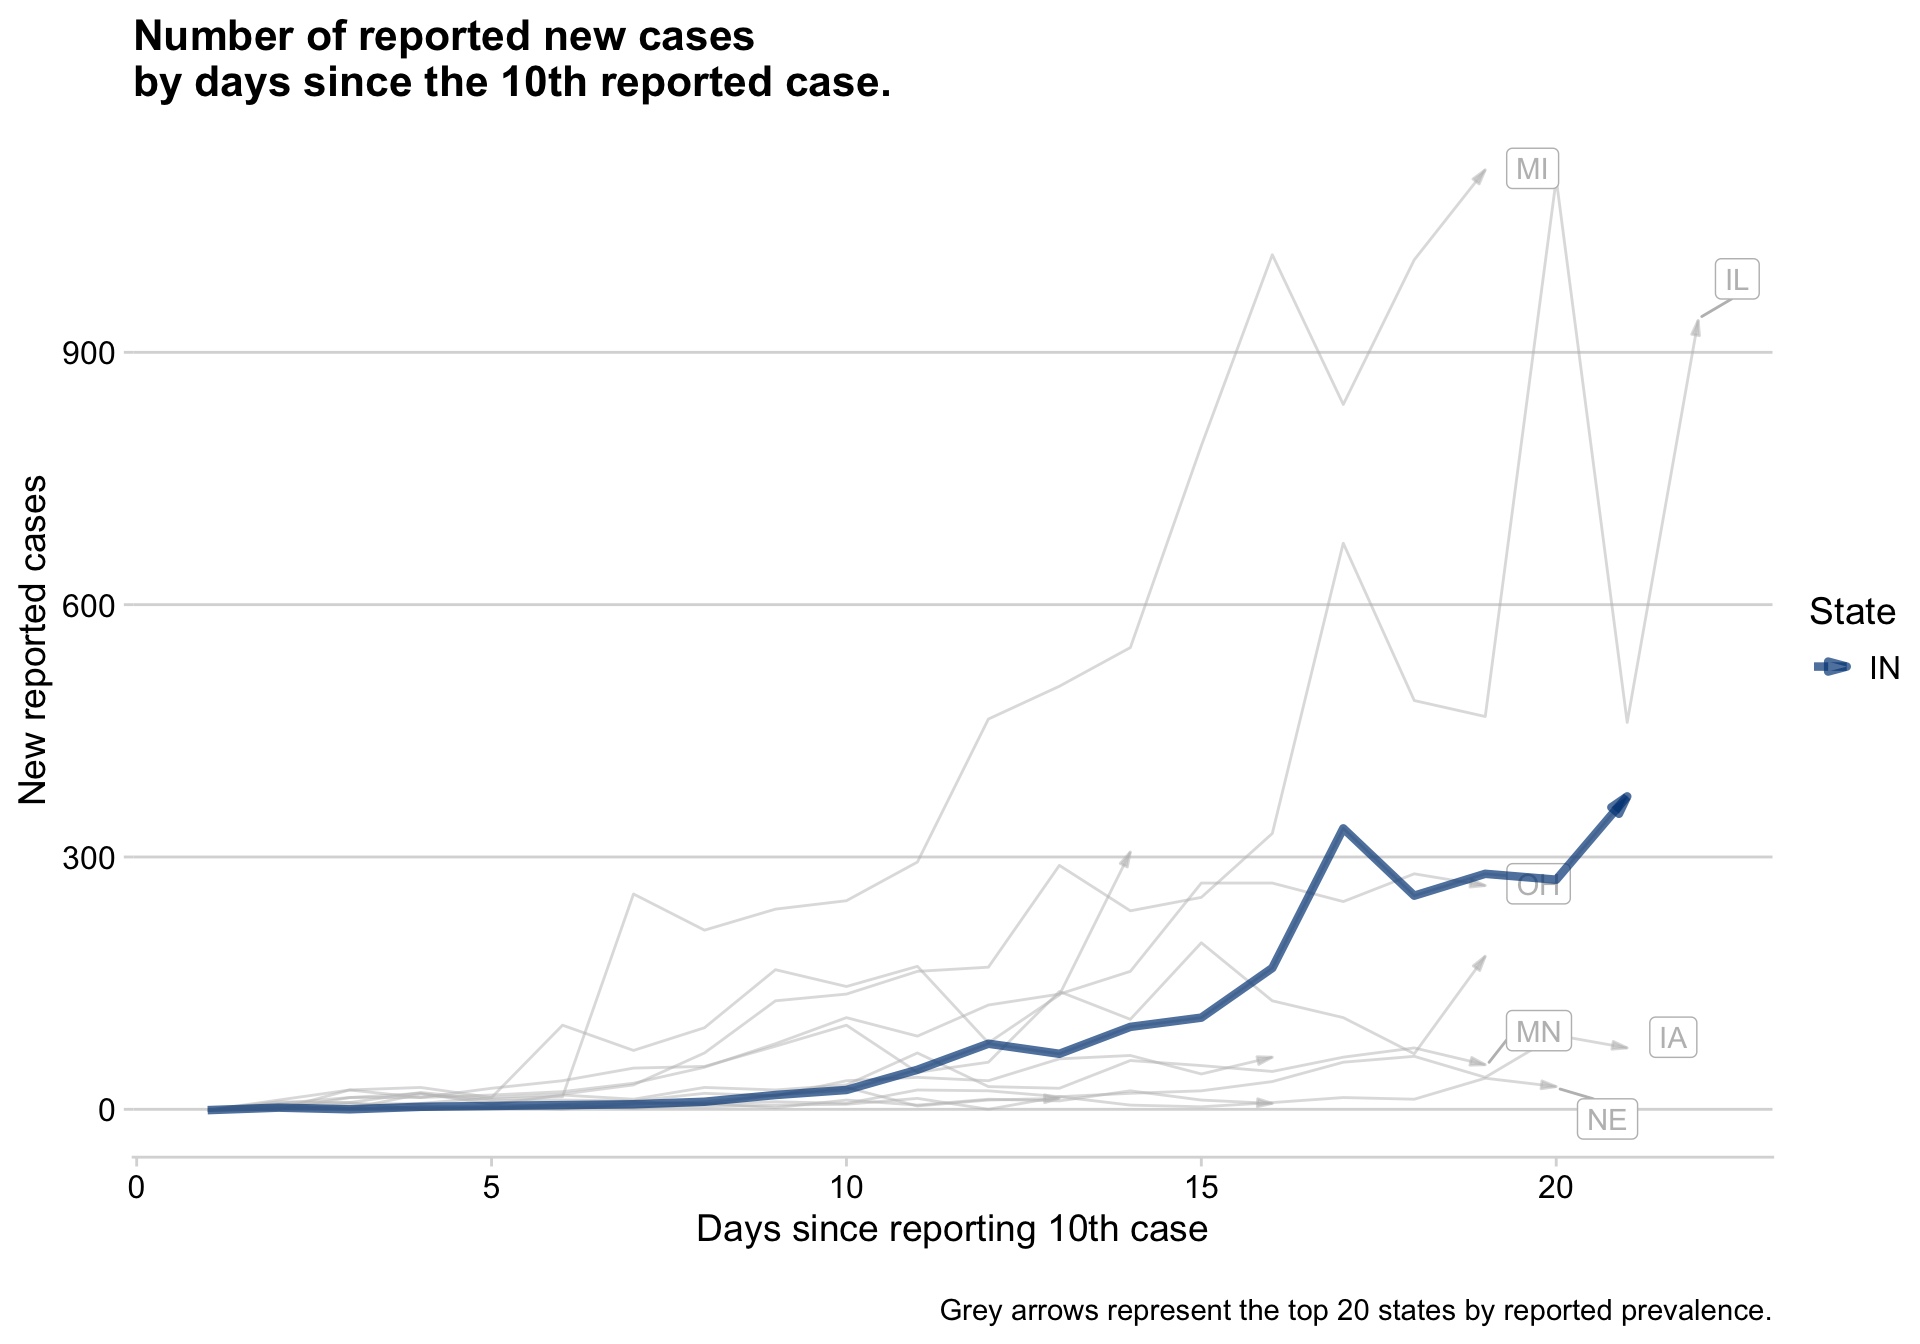 Number of reported new cases
by days since the 10th reported case.
MI
IL
900
600
300
0
OH
MN
IA
NE
New reported cases
State
IN
0 5 10 15 20
Days since reporting 10th case
Grey arrows represent the top 20 states by reported prevalence.